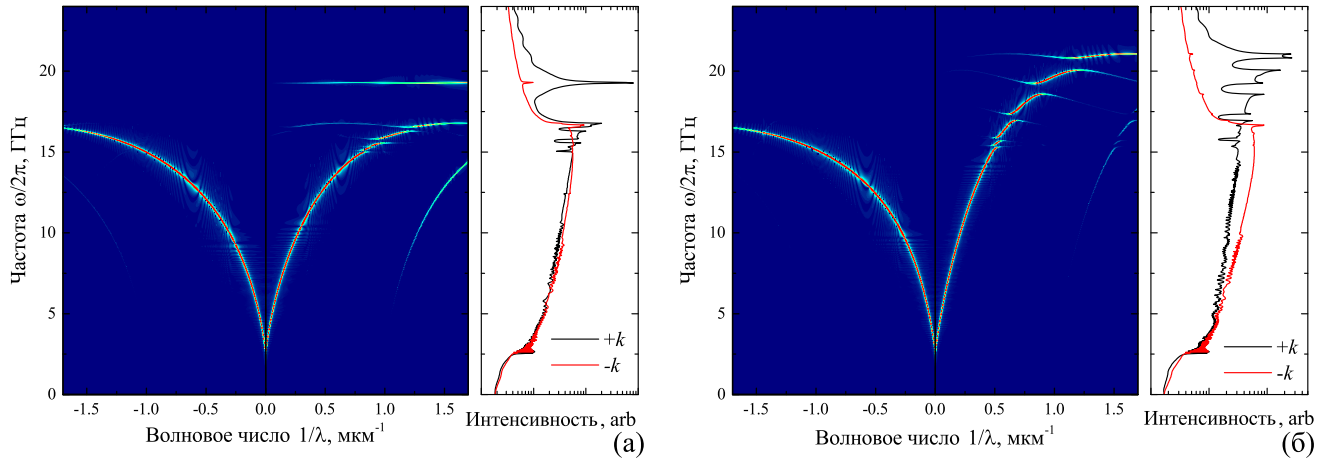 Частота ω/2π, ГГц
20
15
10
5
0
-1.5 -1.0 -0.5 0.0 0.5 1.0 1.5
Волновое число 1/λ, мкм⁻¹
+k
-k
Интенсивность, arb
(а)
Частота ω/2π, ГГц
20
15
10
5
0
-1.5 -1.0 -0.5 0.0 0.5 1.0 1.5
Волновое число 1/λ, мкм⁻¹
+k
-k
Интенсивность, arb
(б)